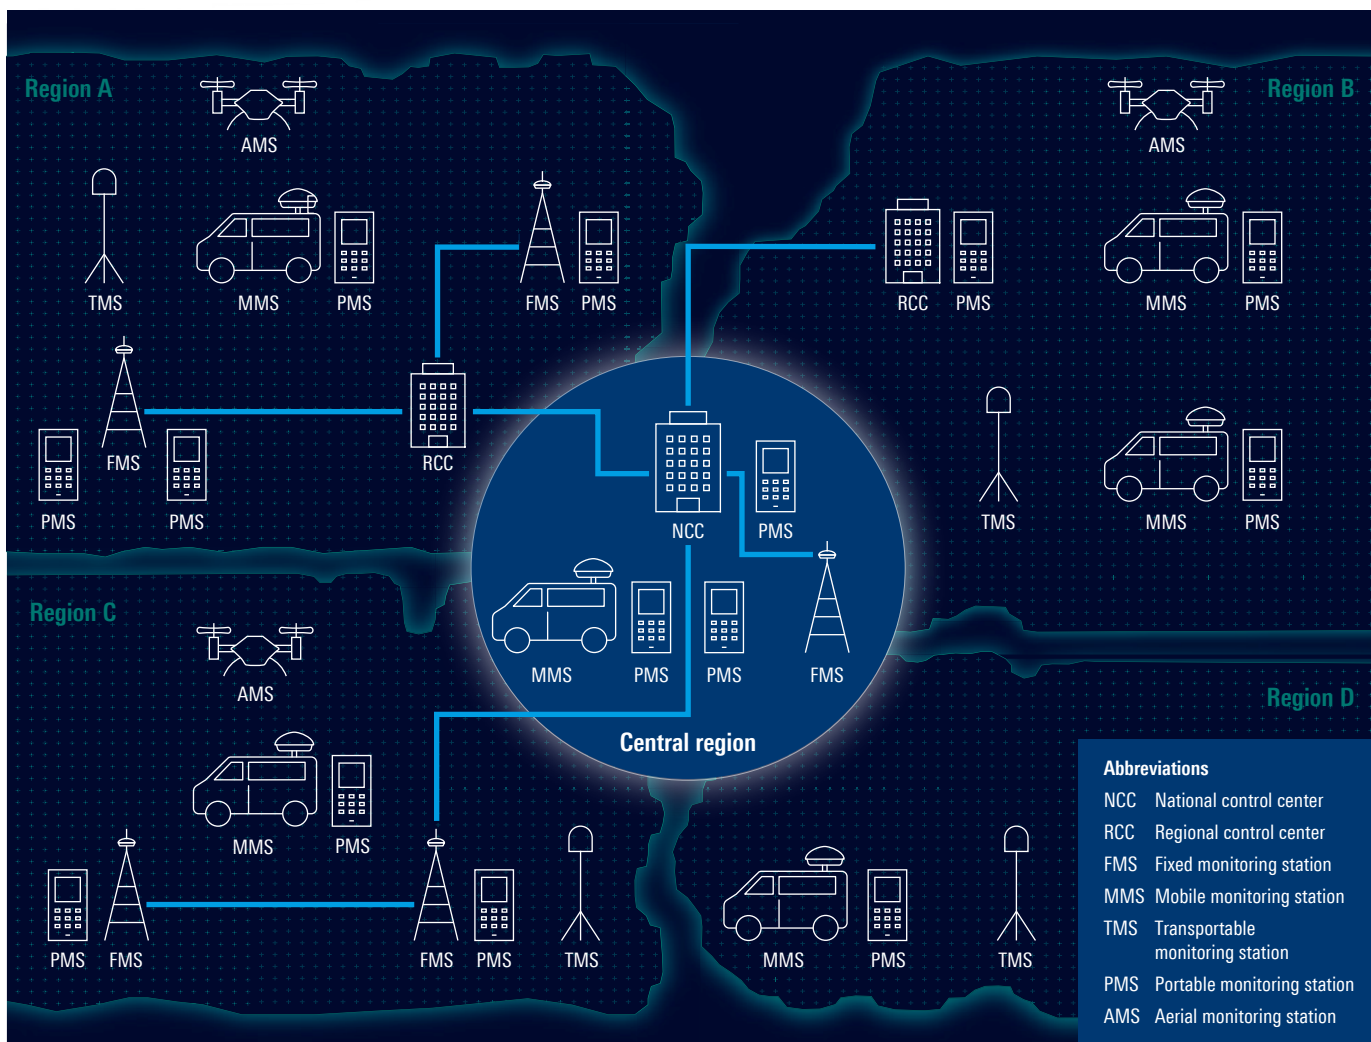 Region A
Region B
AMS
AMS
TMS
MMS
PMS
FMS
PMS
RCC
PMS
MMS
PMS
FMS
PMS
PMS
RCC
NCC
PMS
TMS
MMS
PMS
Region C
AMS
MMS
PMS
PMS
FMS
Central region
Region D
MMS
PMS
PMS
FMS
FMS
PMS
TMS
MMS
PMS
TMS
Abbreviations
NCC National control center
RCC Regional control center
FMS Fixed monitoring station
MMS Mobile monitoring station
TMS Transportable
monitoring station
PMS Portable monitoring station
AMS Aerial monitoring station